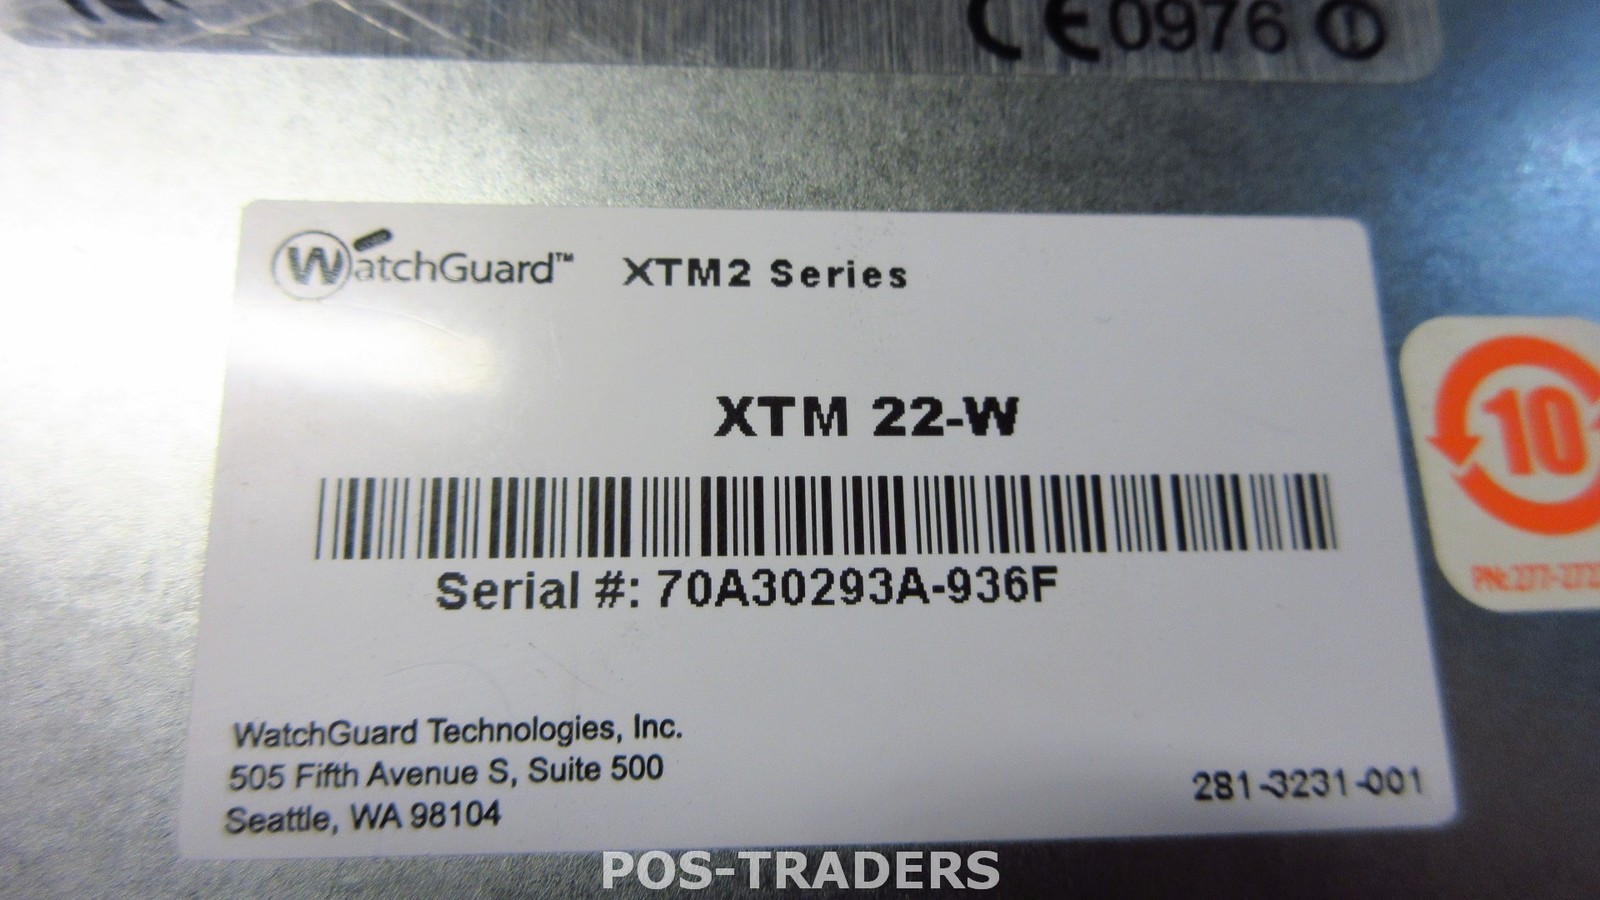 CE0976
WatchGuard™ XTM2 Series
XTM 22-W
Serial #: 70A30293A-936F
10
WatchGuard Technologies, Inc.
505 Fifth Avenue S, Suite 500
Seattle, WA 98104
281-3231-001
POS-TRADERS